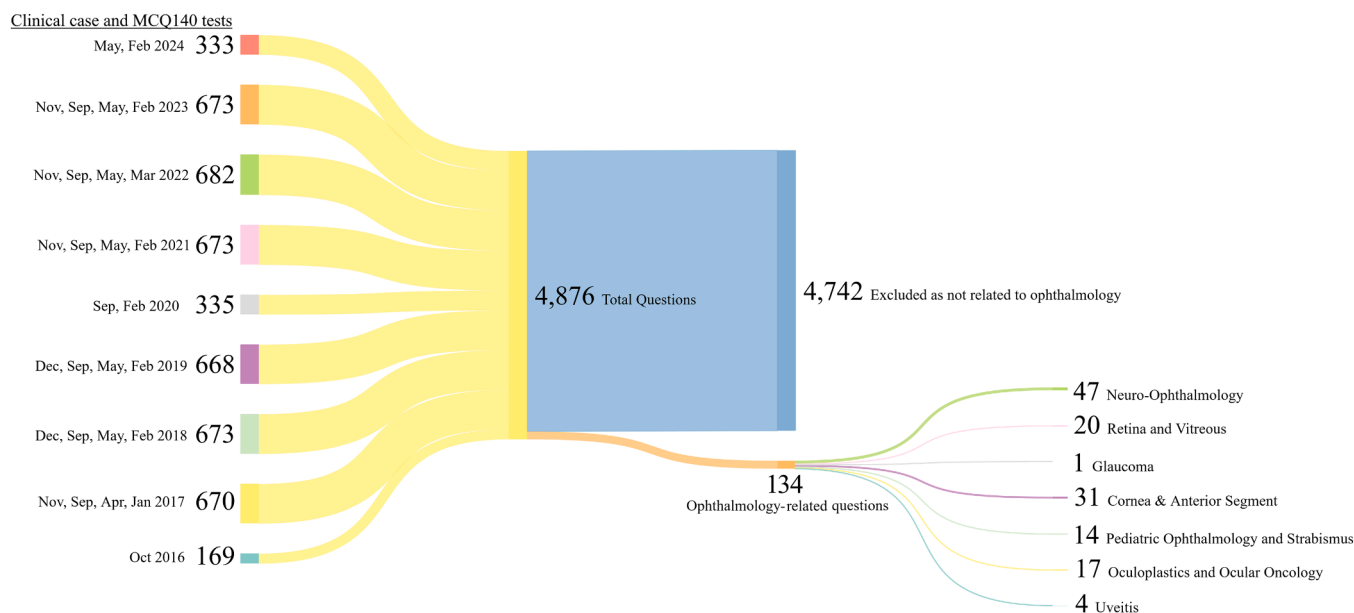 Clinical case and MCQ140 tests
May, Feb 2024 333
Nov, Sep, May, Feb 2023 673
Nov, Sep, May, Mar 2022 682
Nov, Sep, May, Feb 2021 673
Sep, Feb 2020 335
Dec, Sep, May, Feb 2019 668
Dec, Sep, May, Feb 2018 673
Nov, Sep, Apr, Jan 2017 670
Oct 2016 169
4,876 Total Questions
4,742 Excluded as not related to ophthalmology
134
Ophthalmology-related questions
47 Neuro-Ophthalmology
20 Retina and Vitreous
1 Glaucoma
31 Cornea & Anterior Segment
14 Pediatric Ophthalmology and Strabismus
17 Oculoplastics and Ocular Oncology
4 Uveitis